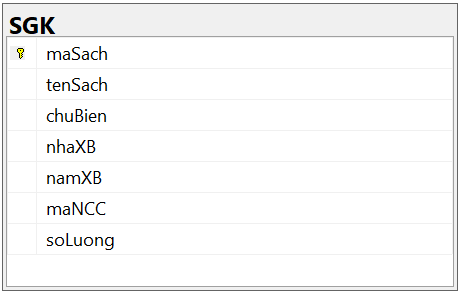 SGK
maSach
tenSach
chuBien
nhaXB
namXB
maNCC
soLuong